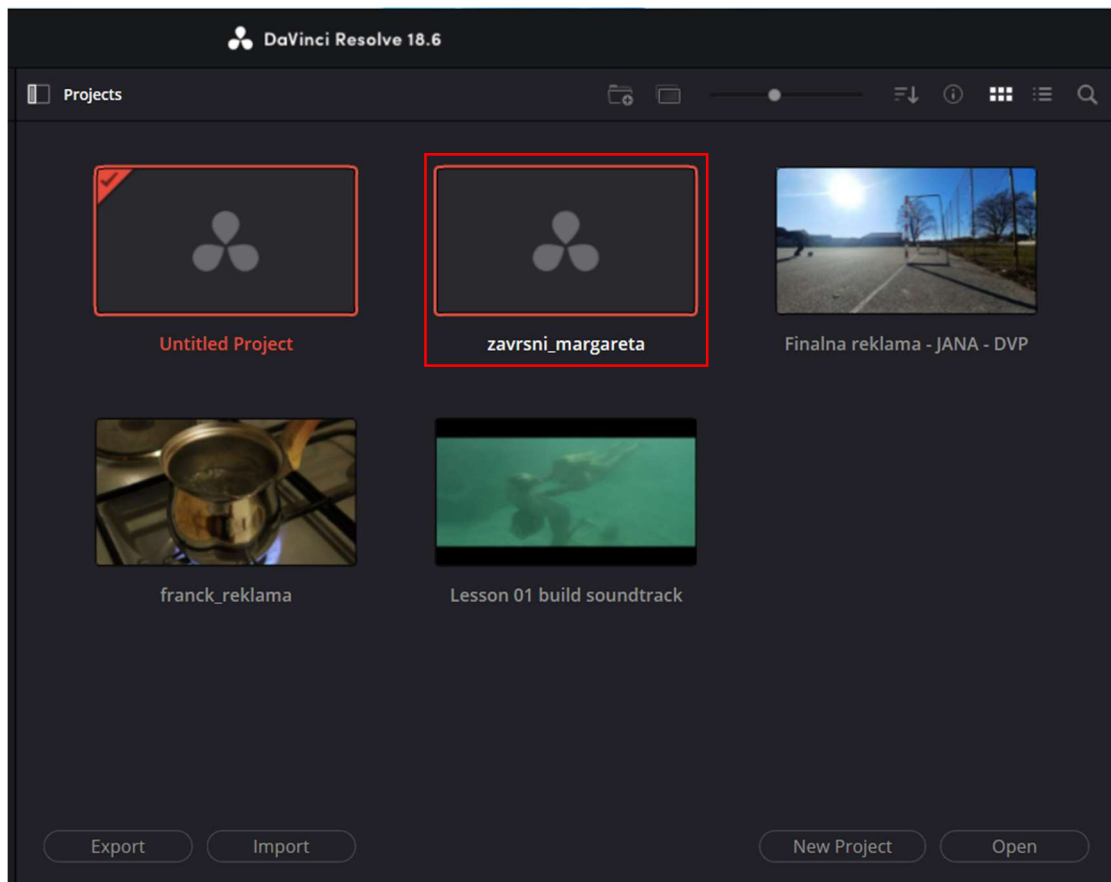 DaVinci Resolve 18.6
Projects
Untitled Project
zavrsni_margareta
Finalna reklama - JANA - DVP
franck_reklama
Lesson 01 build soundtrack
Export
Import
New Project
Open